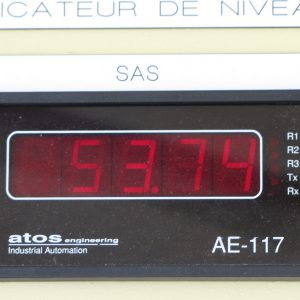 ICATEUR DE NIVEA
SAS
53.74
R1
R2
R3
Tx
Rx
atos engineering
Industrial Automation
AE-117